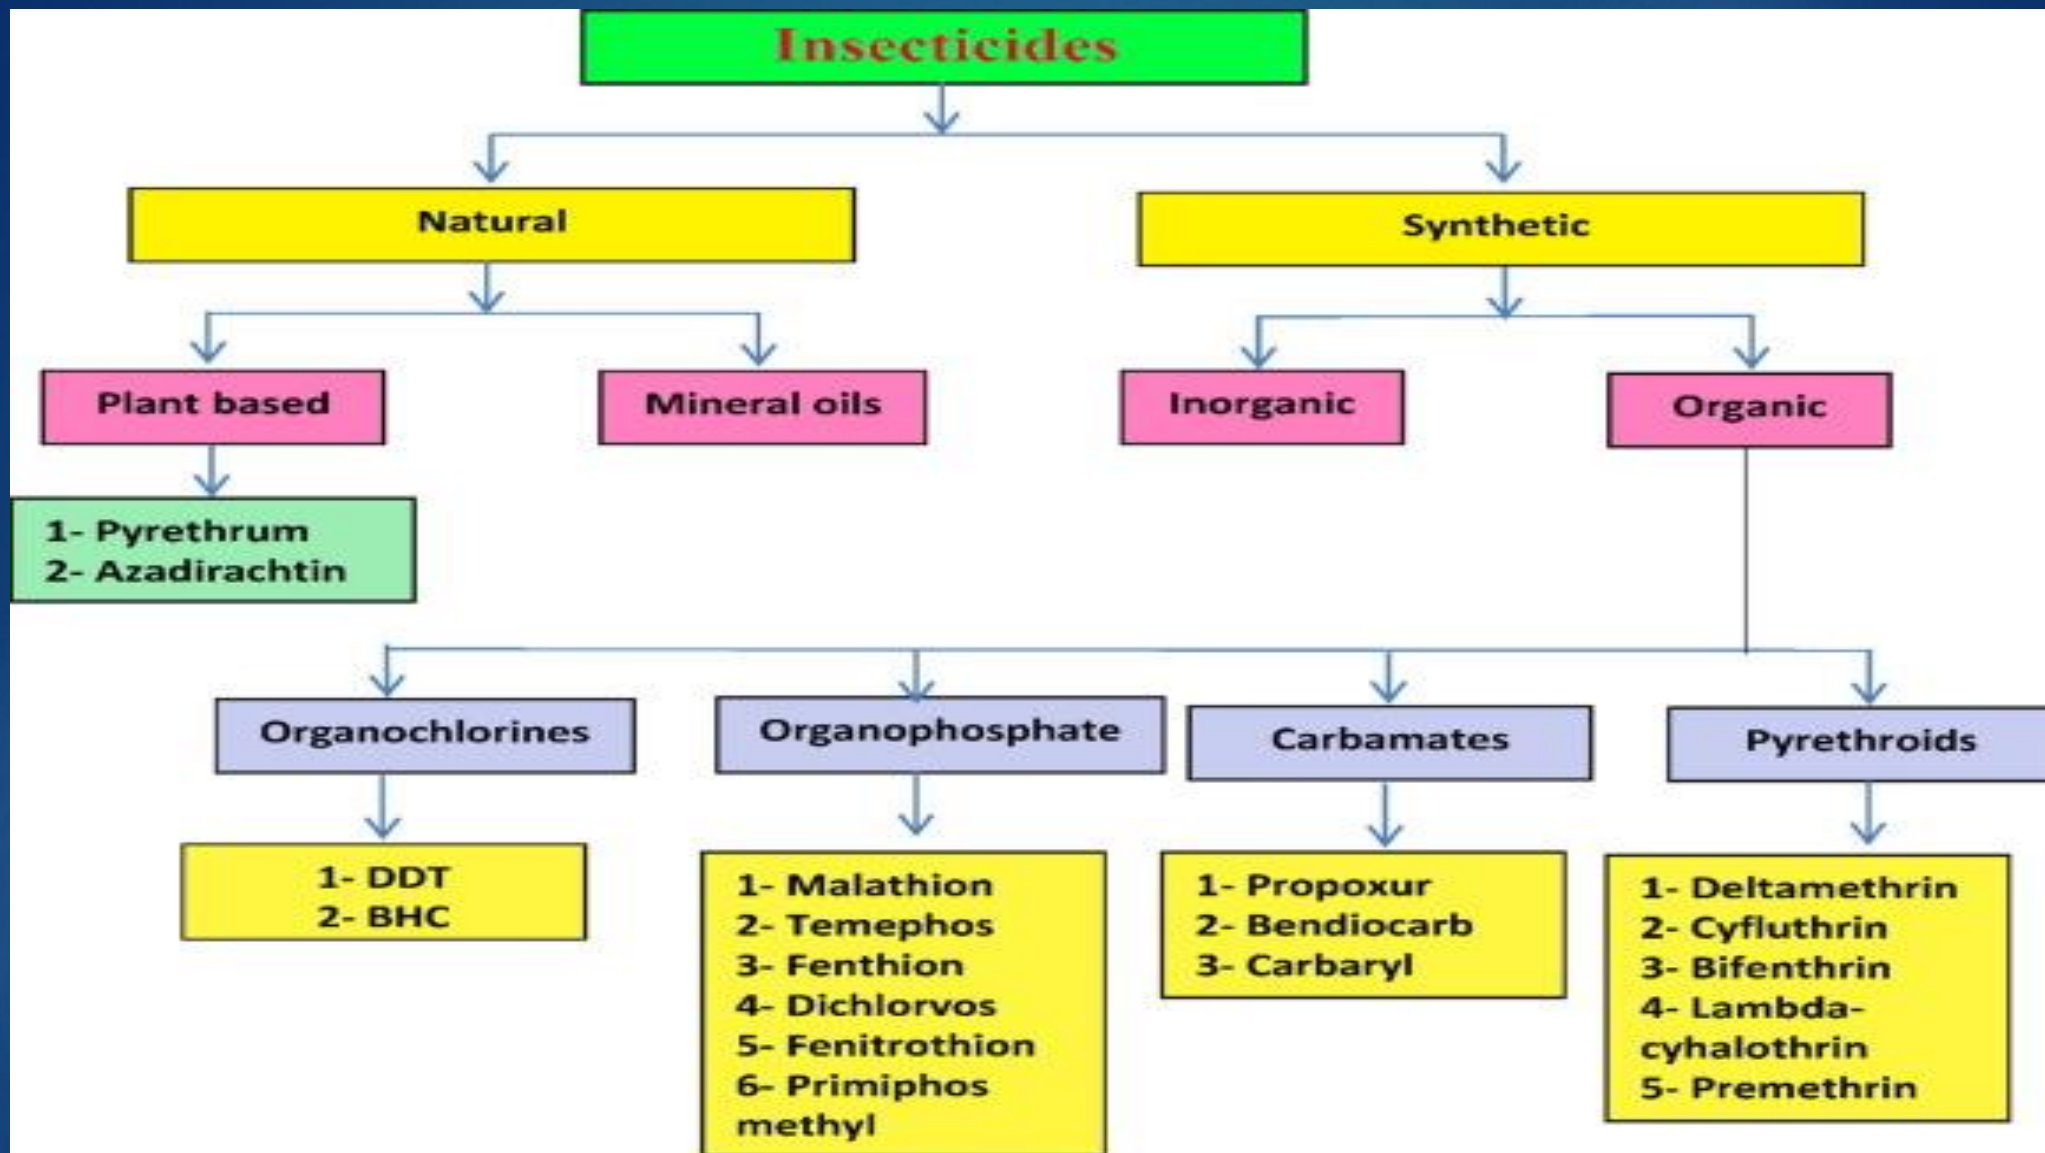 Insecticides
Natural
Synthetic
Plant based
Mineral oils
Inorganic
Organic
1- Pyrethrum
2- Azadirachtin
Organochlorines
Organophosphate
Carbamates
Pyrethroids
1- DDT
2- BHC
1- Malathion
2- Temephos
3- Fenthion
4- Dichlorvos
5- Fenitrothion
6- Primiphos
methyl
1- Propoxur
2- Bendiocarb
3- Carbaryl
1- Deltamethrin
2- Cyfluthrin
3- Bifenthrin
4- Lambda-
cyhalothrin
5- Premethrin